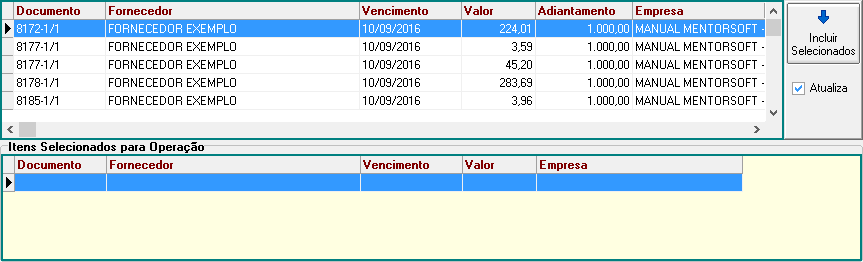 Documento Fornecedor Vencimento Valor Adiantamento Empresa
8172-1/1 FORNECEDOR EXEMPLO 10/09/2016 224,01 1.000,00 MANUAL MENTORSOFT -
8177-1/1 FORNECEDOR EXEMPLO 10/09/2016 3,59 1.000,00 MANUAL MENTORSOFT -
8177-1/1 FORNECEDOR EXEMPLO 10/09/2016 45,20 1.000,00 MANUAL MENTORSOFT -
8178-1/1 FORNECEDOR EXEMPLO 10/09/2016 283,69 1.000,00 MANUAL MENTORSOFT -
8185-1/1 FORNECEDOR EXEMPLO 10/09/2016 3,96 1.000,00 MANUAL MENTORSOFT -
Incluir
Selecionados
Atualiza
Itens Selecionados para Operação
Documento Fornecedor Vencimento Valor Empresa